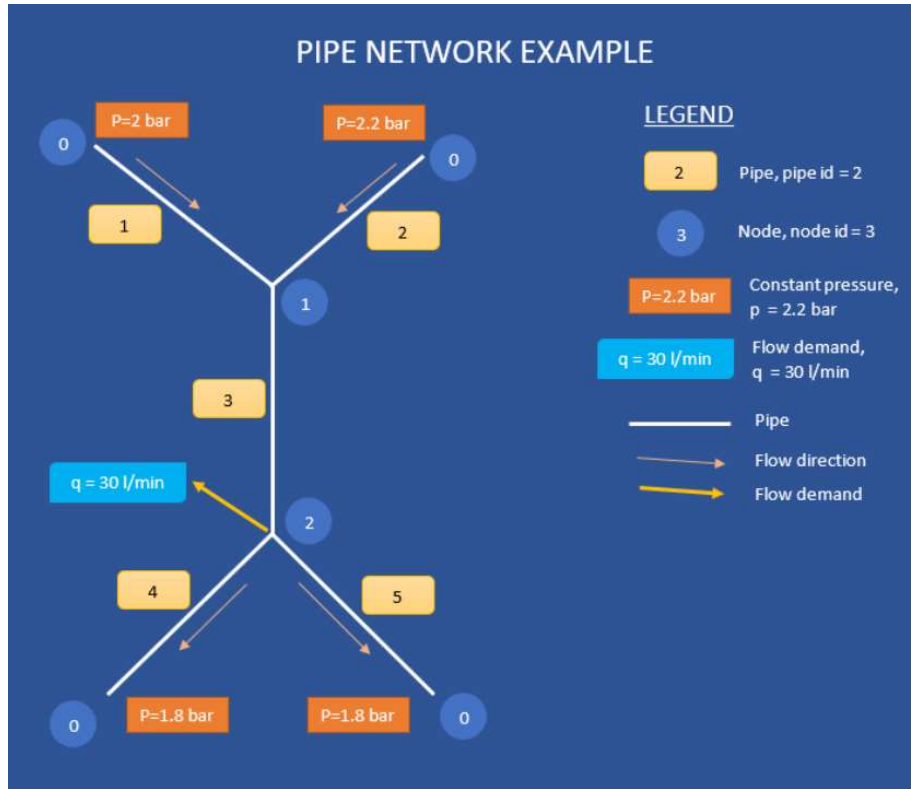 PIPE NETWORK EXAMPLE
P=2 bar
P=2.2 bar
0
0
1
2
1
3
q = 30 l/min
2
4
5
0
P=1.8 bar
P=1.8 bar
0
LEGEND
2
Pipe, pipe id = 2
3
Node, node id = 3
P=2.2 bar
Constant pressure,
p = 2.2 bar
q = 30 l/min
Flow demand,
q = 30 l/min
Pipe
Flow direction
Flow demand